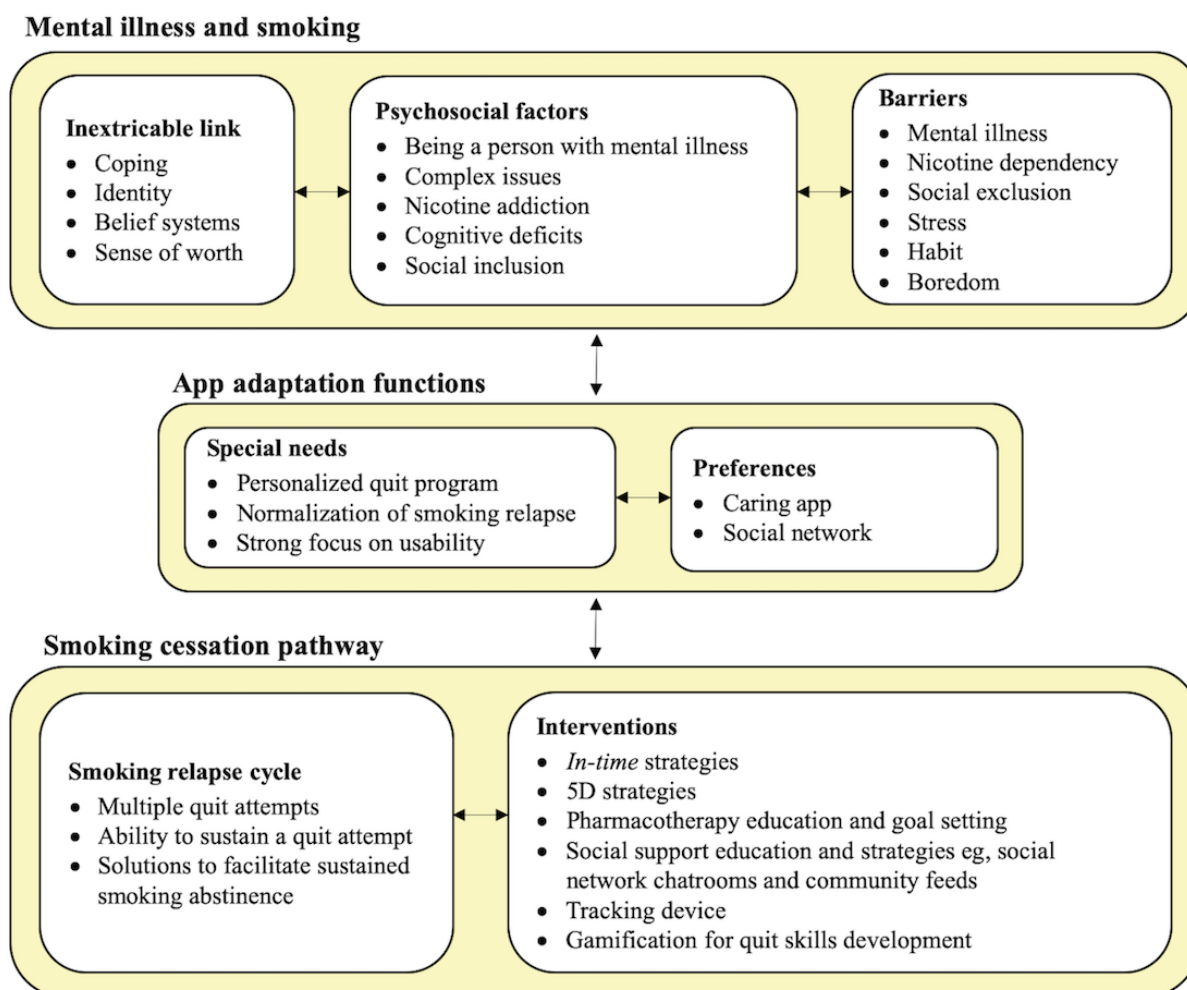 Mental illness and smoking
Inextricable link
• Coping
• Identity
• Belief systems
• Sense of worth
Psychosocial factors
• Being a person with mental illness
• Complex issues
• Nicotine addiction
• Cognitive deficits
• Social inclusion
Barriers
• Mental illness
• Nicotine dependency
• Social exclusion
• Stress
• Habit
• Boredom
App adaptation functions
Special needs
• Personalized quit program
• Normalization of smoking relapse
• Strong focus on usability
Preferences
• Caring app
• Social network
Smoking cessation pathway
Smoking relapse cycle
• Multiple quit attempts
• Ability to sustain a quit attempt
• Solutions to facilitate sustained
smoking abstinence
Interventions
• In-time strategies
• 5D strategies
• Pharmacotherapy education and goal setting
• Social support education and strategies eg, social
network chatrooms and community feeds
• Tracking device
• Gamification for quit skills development